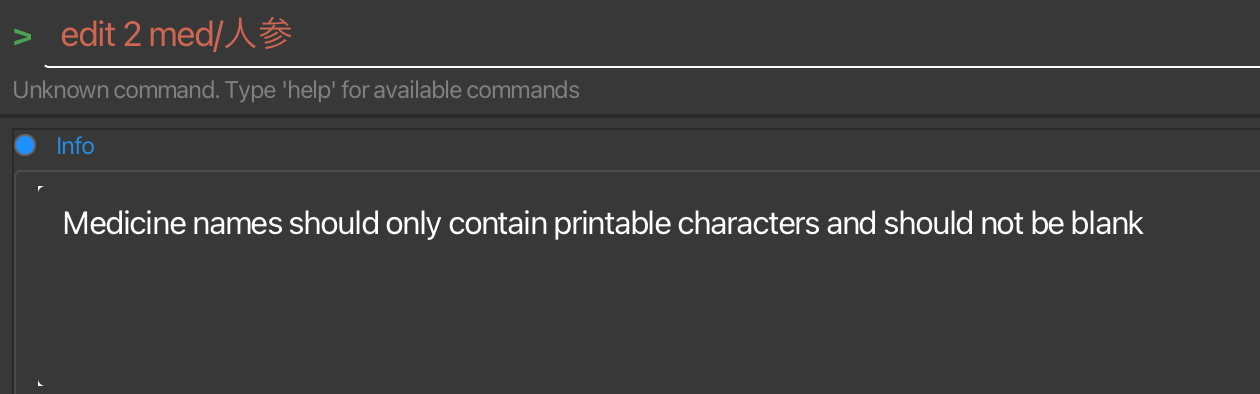 > edit 2 med/人参
Unknown command. Type 'help' for available commands
Info
Medicine names should only contain printable characters and should not be blank